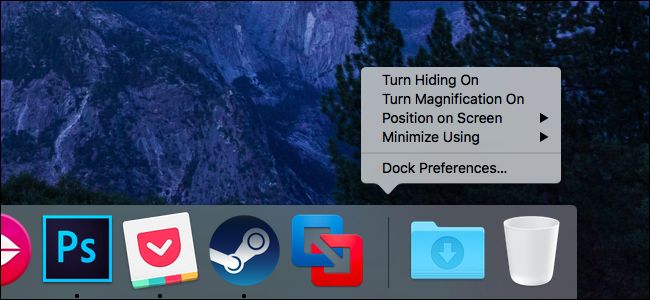 Turn Hiding On
Turn Magnification On
Position on Screen
Minimize Using
Dock Preferences...
Ps